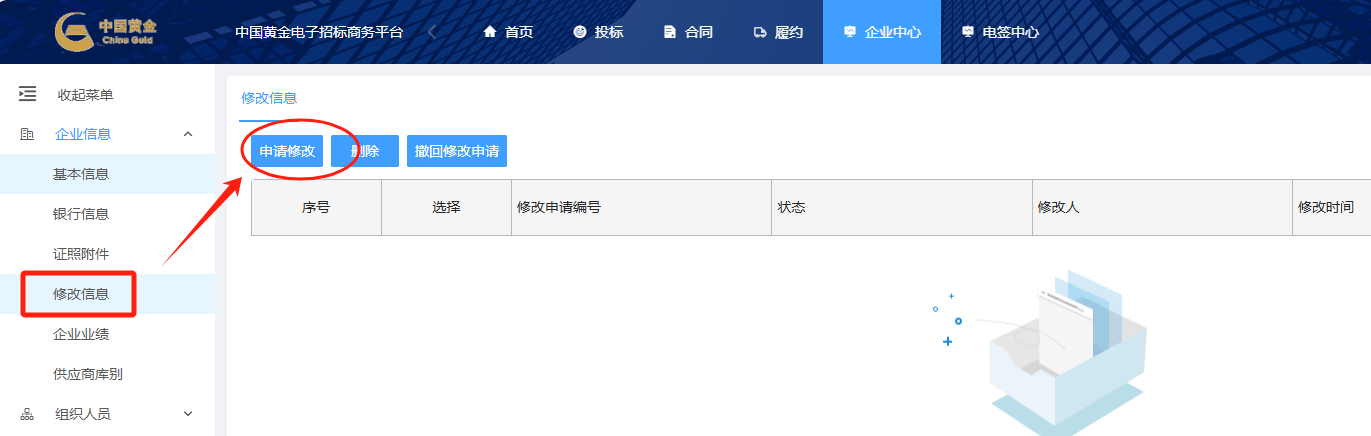 中国黄金
China Gold
中国黄金电子招标商务平台
首页
投标
合同
履约
企业中心
电签中心
收起菜单
企业信息
基本信息
银行信息
证照附件
修改信息
企业业绩
供应商库别
组织人员
修改信息
申请修改
删除
撤回修改申请
序号
选择
修改申请编号
状态
修改人
修改时间